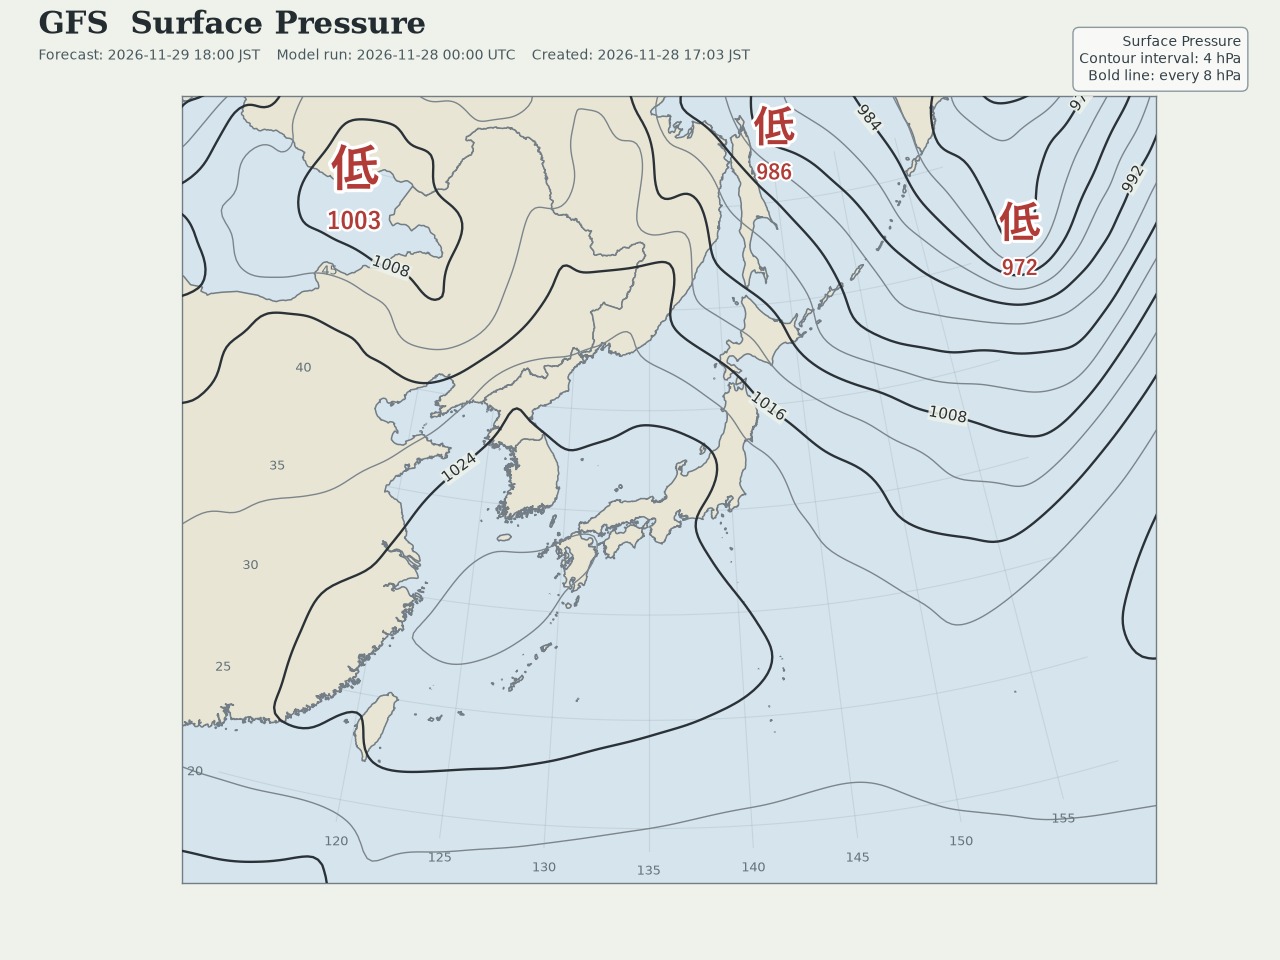 GFS  Surface Pressure
Forecast: 2026-11-29 18:00 JST    Model run: 2026-11-28 00:00 UTC    Created: 2026-11-28 17:03 JST
Surface Pressure
Contour interval: 4 hPa
Bold line: every 8 hPa
低
986
984
低
1003
992
低
972
1008
45
40
1016
1008
35
1024
30
25
20
120
125
130
135
140
145
150
155